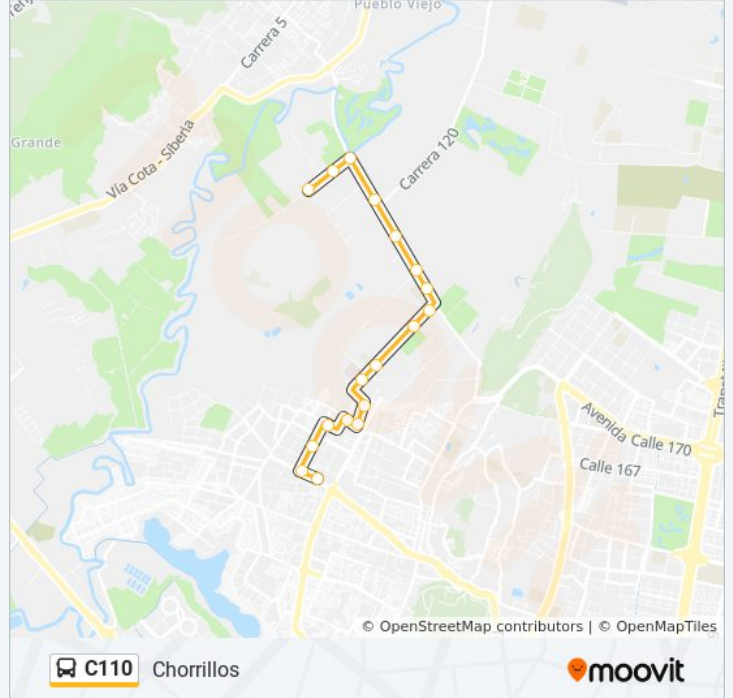 Pueblo Viejo
Carrera 5
Grande
Vía Cota - Siberia
Carrera 120
Avenida Calle 170
Calle 167
© OpenStreetMap contributors | © OpenMapTiles
C110 Chorrillos
moovit